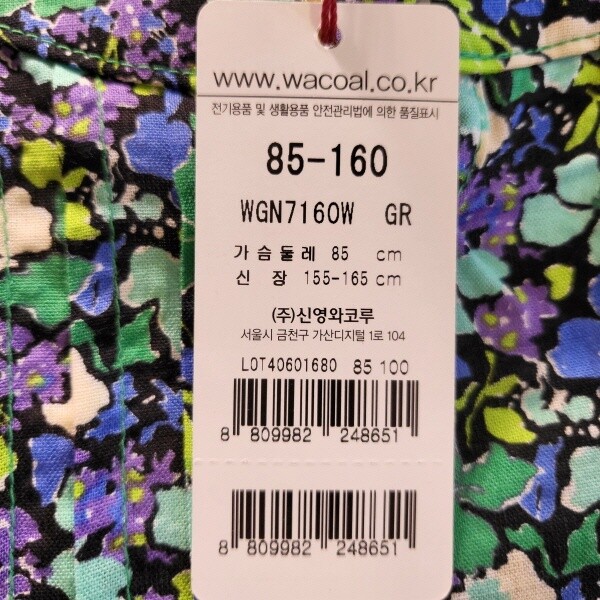 www.wacoal.co.kr
전기용품 및 생활용품 안전관리법에 의한 품질표시
85-160
WGN7160W GR
가슴둘레 85 cm
신 장 155-165 cm
(주)신영와코루
서울시 금천구 가산디지털 1로 104
LOT40601680 85 100
8 809982 248651
8 809982 248651